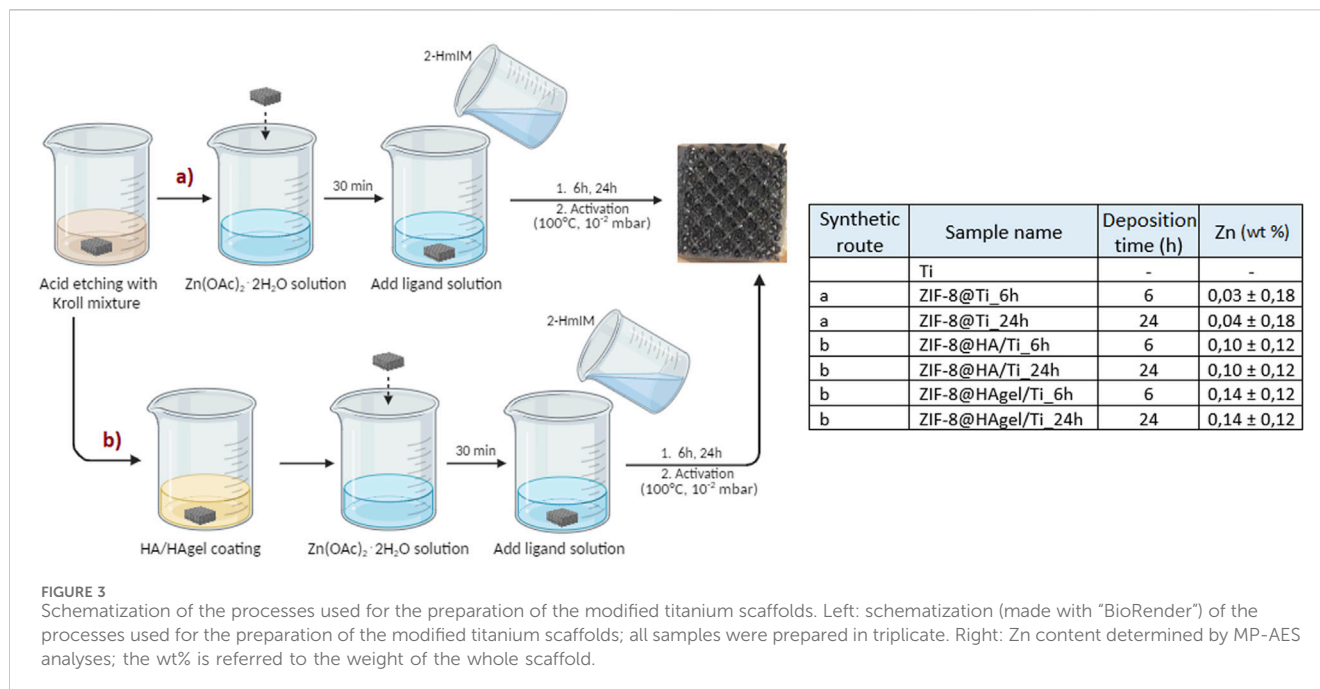 2-HmIM
a)
30 min
1. 6h, 24h
2. Activation
(100°C, 10⁻² mbar)
Acid etching with
Kroll mixture
Zn(OAc)₂·2H₂O solution
Add ligand solution
2-HmIM
b)
30 min
1. 6h, 24h
2. Activation
(100°C, 10⁻² mbar)
HA/HAgel coating
Zn(OAc)₂·2H₂O solution
Add ligand solution
Synthetic route | Sample name | Deposition time (h) | Zn (wt %)
Ti - -
a ZIF-8@Ti_6h 6 0,03 ± 0,18
a ZIF-8@Ti_24h 24 0,04 ± 0,18
b ZIF-8@HA/Ti_6h 6 0,10 ± 0,12
b ZIF-8@HA/Ti_24h 24 0,10 ± 0,12
b ZIF-8@HAgel/Ti_6h 6 0,14 ± 0,12
b ZIF-8@HAgel/Ti_24h 24 0,14 ± 0,12
FIGURE 3
Schematization of the processes used for the preparation of the modified titanium scaffolds. Left: schematization (made with "BioRender") of the
processes used for the preparation of the modified titanium scaffolds; all samples were prepared in triplicate. Right: Zn content determined by MP-AES
analyses; the wt% is referred to the weight of the whole scaffold.